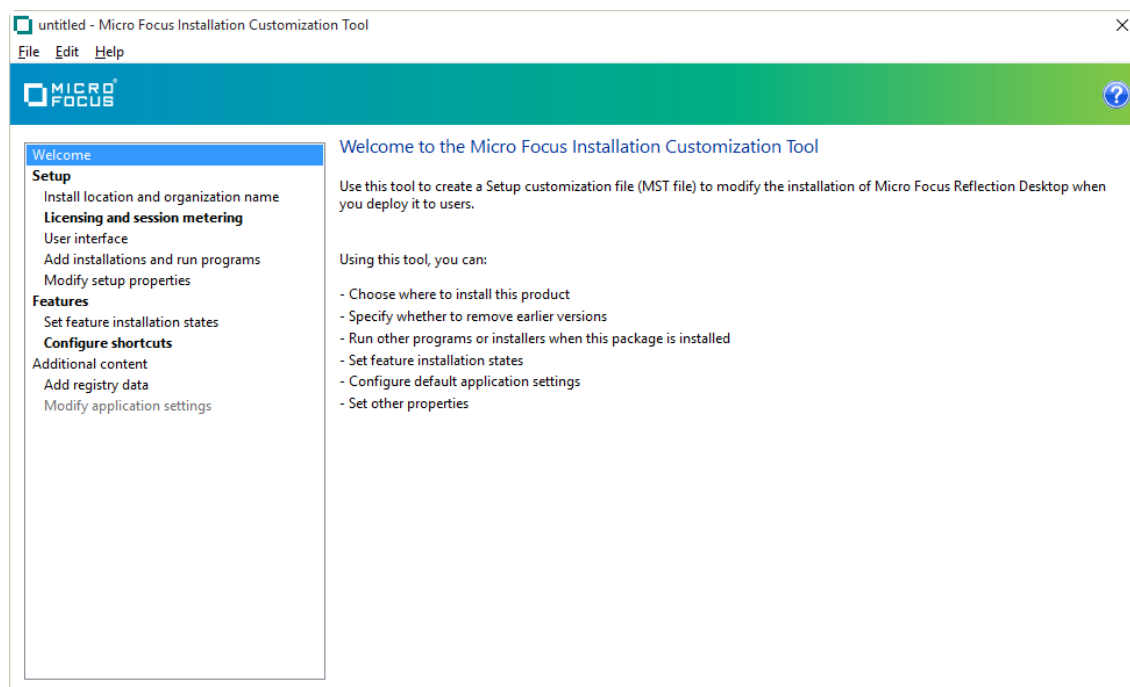 untitled - Micro Focus Installation Customization Tool
File Edit Help
MICRO
FOCUS
?
Welcome
Setup
Install location and organization name
Licensing and session metering
User interface
Add installations and run programs
Modify setup properties
Features
Set feature installation states
Configure shortcuts
Additional content
Add registry data
Modify application settings
Welcome to the Micro Focus Installation Customization Tool
Use this tool to create a Setup customization file (MST file) to modify the installation of Micro Focus Reflection Desktop when
you deploy it to users.
Using this tool, you can:
- Choose where to install this product
- Specify whether to remove earlier versions
- Run other programs or installers when this package is installed
- Set feature installation states
- Configure default application settings
- Set other properties